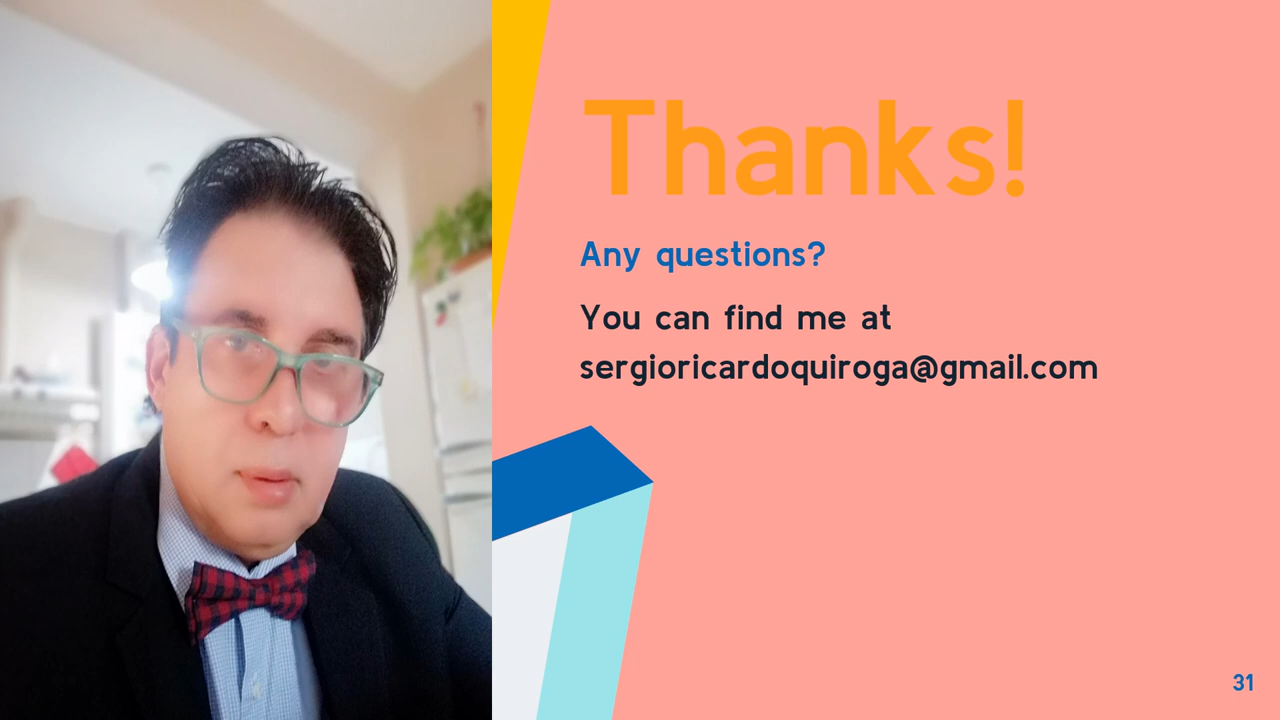 Thanks!
Any questions?
You can find me at
sergioricardoquiroga@gmail.com
31